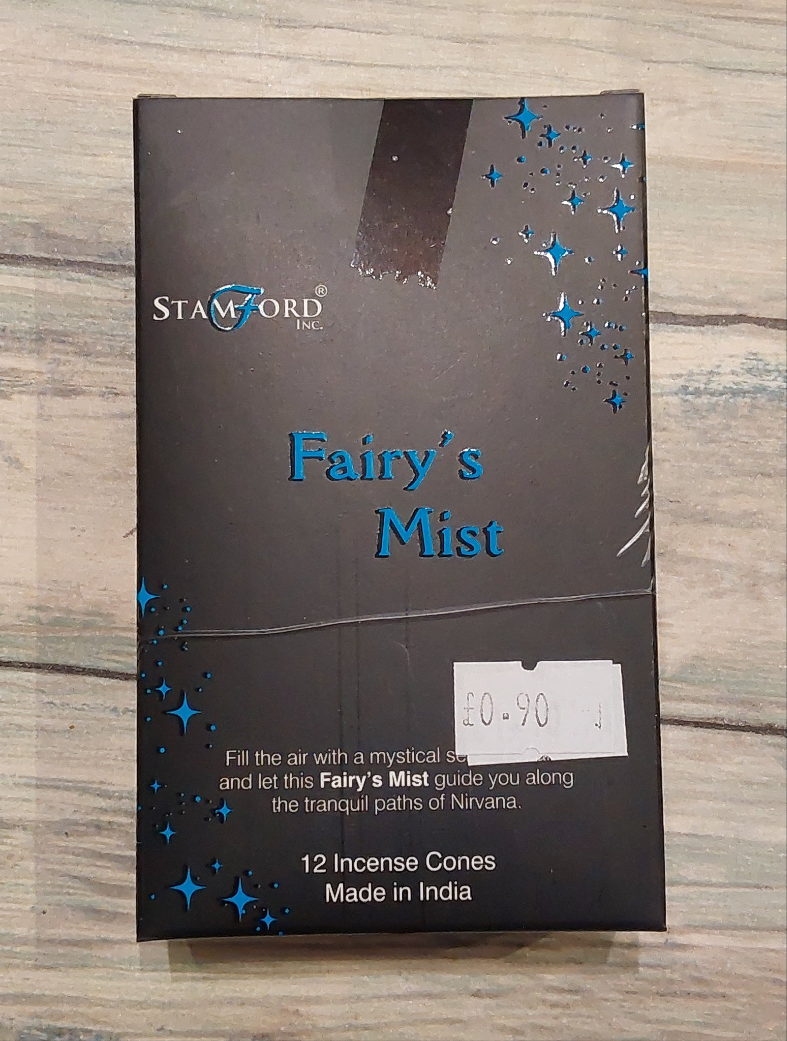 STAMFORD®
INC.
Fairy's
Mist
£0.90
Fill the air with a mystical
and let this Fairy's Mist guide you along
the tranquil paths of Nirvana.
12 Incense Cones
Made in India